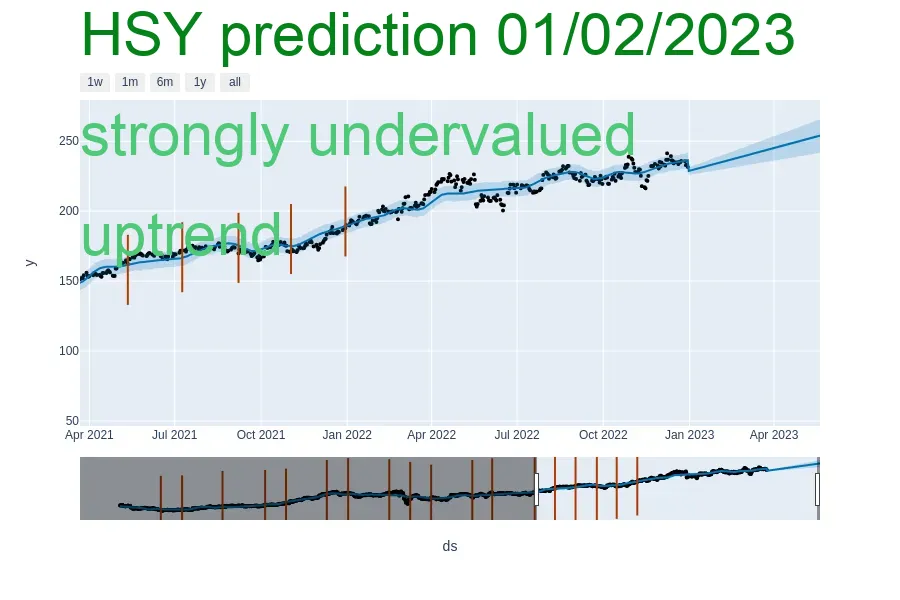 HSY prediction 01/02/2023
1w 1m 6m 1y all
strongly undervalued
uptrend
250
200
150
100
50
y
Apr 2021 Jul 2021 Oct 2021 Jan 2022 Apr 2022 Jul 2022 Oct 2022 Jan 2023 Apr 2023
ds